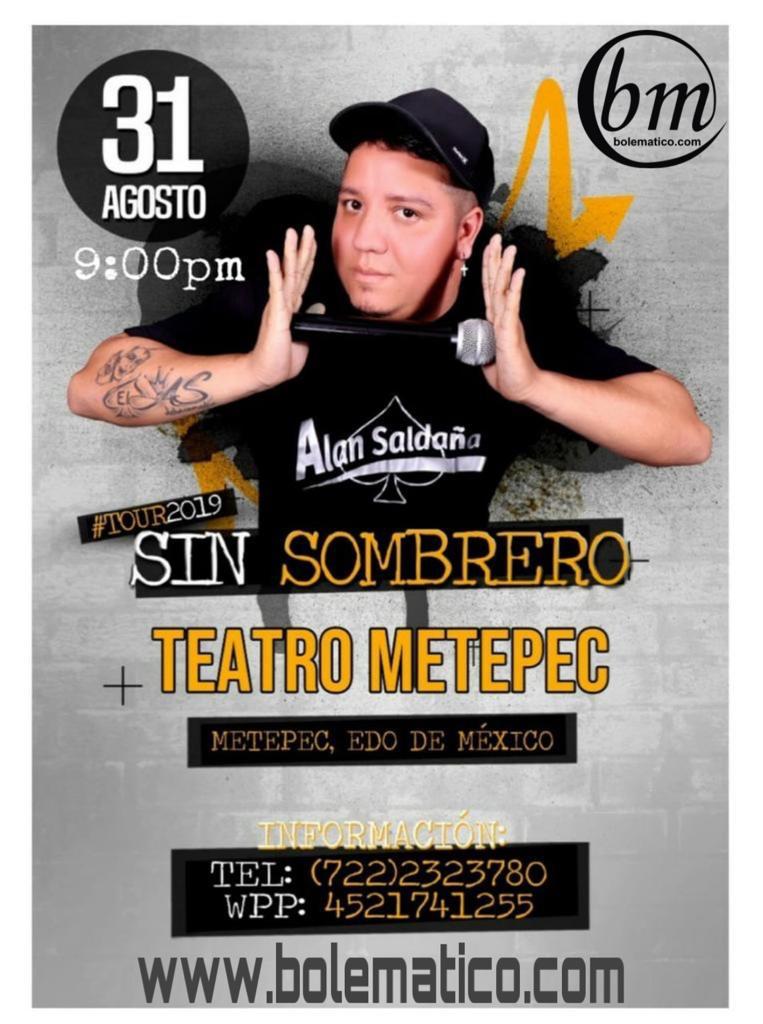 31
AGOSTO
9:00pm
bm
bolematico.com
Alan Saldaña
#TOUR2019
SIN SOMBRERO
TEATRO METEPEC
METEPEC, EDO DE MÉXICO
INFORMACIÓN:
TEL: (722)2323780
WPP: 4521741255
www.bolematico.com